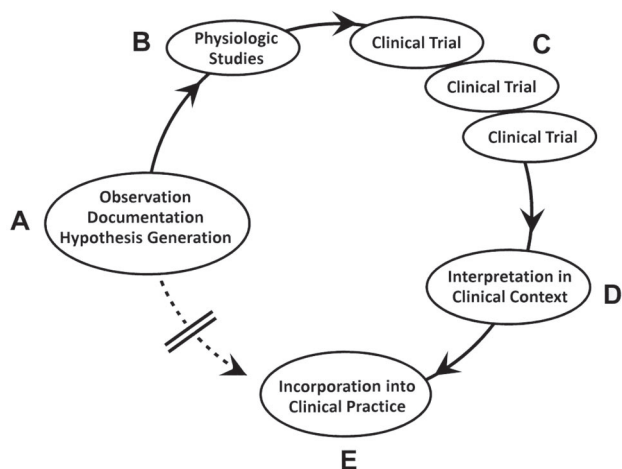 B
Physiologic
Studies
Clinical Trial
C
Clinical Trial
Clinical Trial
A
Observation
Documentation
Hypothesis Generation
Interpretation in
Clinical Context
D
Incorporation into
Clinical Practice
E